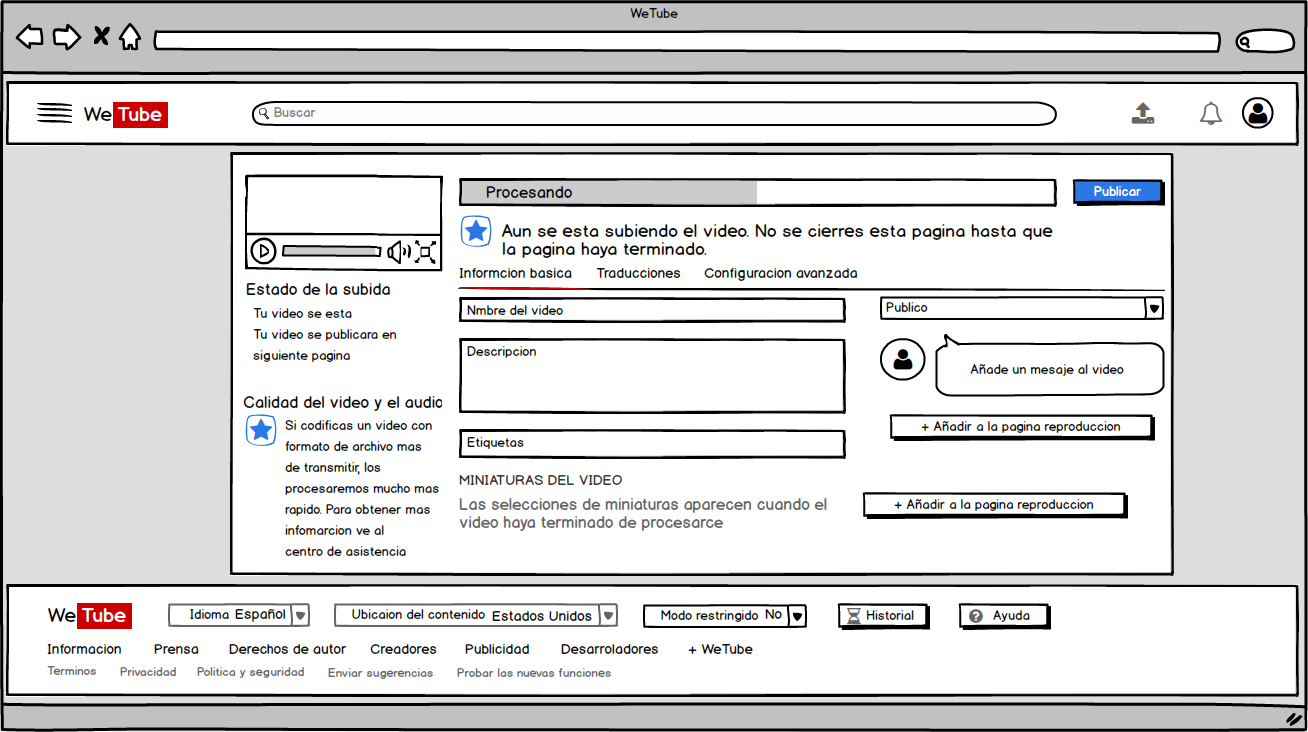 WeTube
We Tube
Buscar
Procesando
Publicar
Aun se esta subiendo el video. No se cierres esta pagina hasta que
la pagina haya terminado.
Informcion basica
Traducciones
Configuracion avanzada
Estado de la subida
Tu video se esta
Tu video se publicara en
siguiente pagina
Calidad del video y el audio
Si codificas un video con
formato de archivo mas
de transmitir, los
procesaremos mucho mas
rapido. Para obtener mas
infomarcion ve al
centro de asistencia
Nmbre del video
Descripcion
Etiquetas
MINIATURAS DEL VIDEO
Las selecciones de miniaturas aparecen cuando el
video haya terminado de procesarce
Publico
Añade un mesaje al video
+ Añadir a la pagina reproduccion
+ Añadir a la pagina reproduccion
We Tube
Idioma Español
Ubicaion del contenido Estados Unidos
Modo restringido No
Historial
Ayuda
Informacion
Prensa
Derechos de autor
Creadores
Publicidad
Desarroladores
+ WeTube
Terminos
Privacidad
Politica y seguridad
Enviar sugerencias
Probar las nuevas funciones